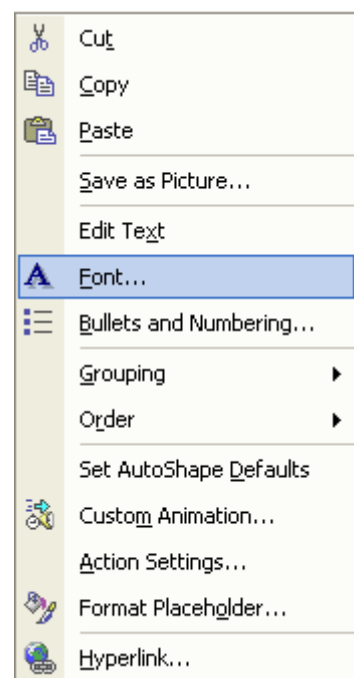 Cut
Copy
Paste
Save as Picture...
Edit Text
Font...
Bullets and Numbering...
Grouping
Order
Set AutoShape Defaults
Custom Animation...
Action Settings...
Format Placeholder...
Hyperlink...